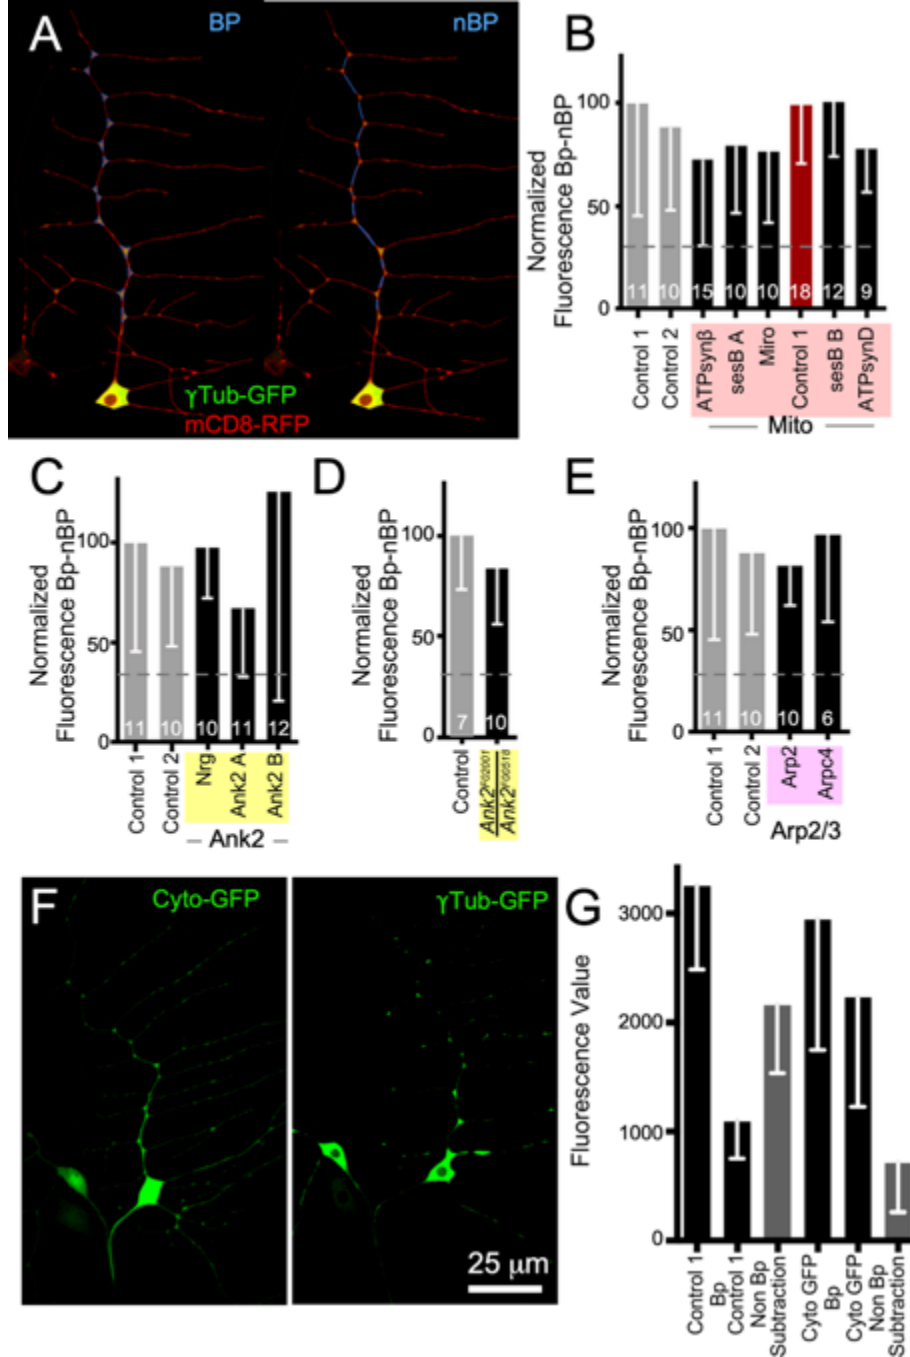 A
BP
nBP
γTub-GFP
mCD8-RFP
B
Normalized
Fluorescence Bp-nBP
100
50
0
11
10
15
10
10
18
12
9
Control 1
Control 2
ATPsynβ
sesB A
Miro
Control 1
sesB B
ATPsynD
Mito
C
Normalized
Fluorescence Bp-nBP
100
50
0
11
10
10
11
12
Control 1
Control 2
Nrg
Ank2 A
Ank2 B
Ank2
D
Normalized
Fluorescence Bp-nBP
100
50
0
7
10
Control
Ank2f02001
Ank2f00518
E
Normalized
Fluorescence Bp-nBP
100
50
0
11
10
10
6
Control 1
Control 2
Arp2
Arpc4
Arp2/3
F
Cyto-GFP
γTub-GFP
25 μm
G
Fluorescence Value
3000
2000
1000
0
Control 1
Bp
Control 1
Non Bp
Subtraction
Cyto GFP
Bp
Cyto GFP
Non Bp
Subtraction